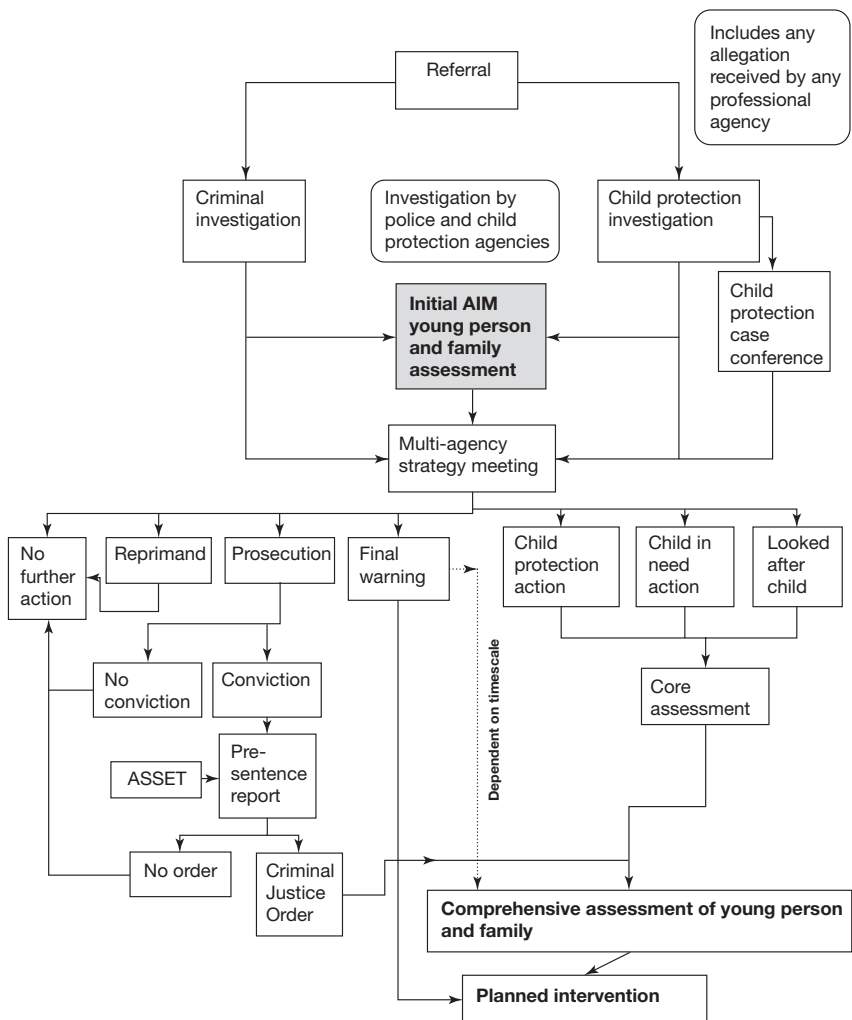 Includes any
allegation
received by any
professional
agency
Referral
Criminal
investigation
Investigation by
police and child
protection agencies
Child protection
investigation
Initial AIM
young person
and family
assessment
Child
protection
case
conference
Multi-agency
strategy meeting
No
further
action
Reprimand
Prosecution
Final
warning
Child
protection
action
Child in
need
action
Looked
after
child
No
conviction
Conviction
Dependent on timescale
Core
assessment
ASSET
Pre-
sentence
report
No order
Criminal
Justice
Order
Comprehensive assessment of young person
and family
Planned intervention